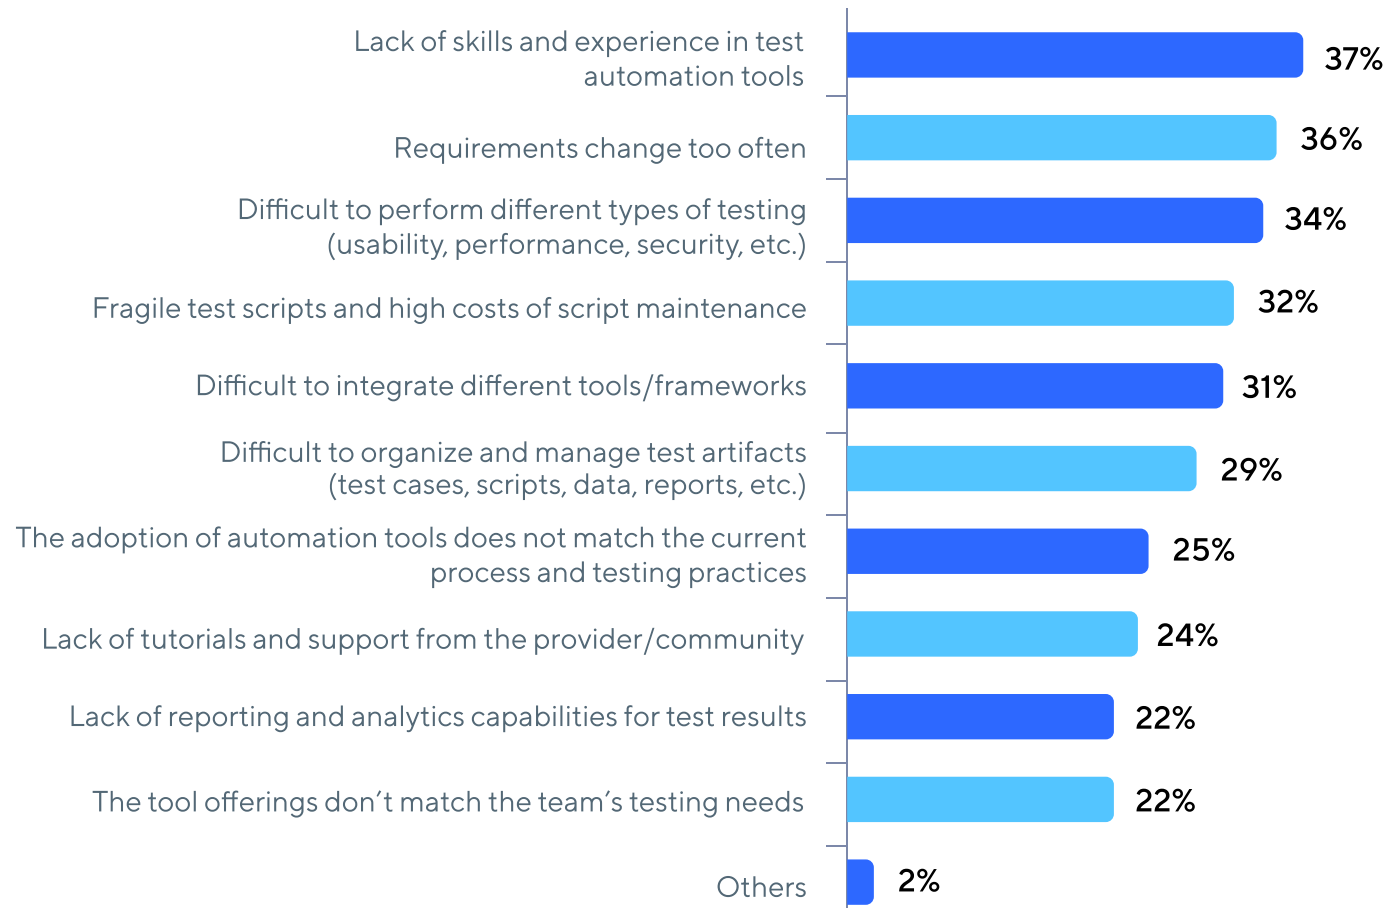 Lack of skills and experience in test
automation tools
37%
Requirements change too often
36%
Difficult to perform different types of testing
(usability, performance, security, etc.)
34%
Fragile test scripts and high costs of script maintenance
32%
Difficult to integrate different tools/frameworks
31%
Difficult to organize and manage test artifacts
(test cases, scripts, data, reports, etc.)
29%
The adoption of automation tools does not match the current
process and testing practices
25%
Lack of tutorials and support from the provider/community
24%
Lack of reporting and analytics capabilities for test results
22%
The tool offerings don’t match the team’s testing needs
22%
Others
2%